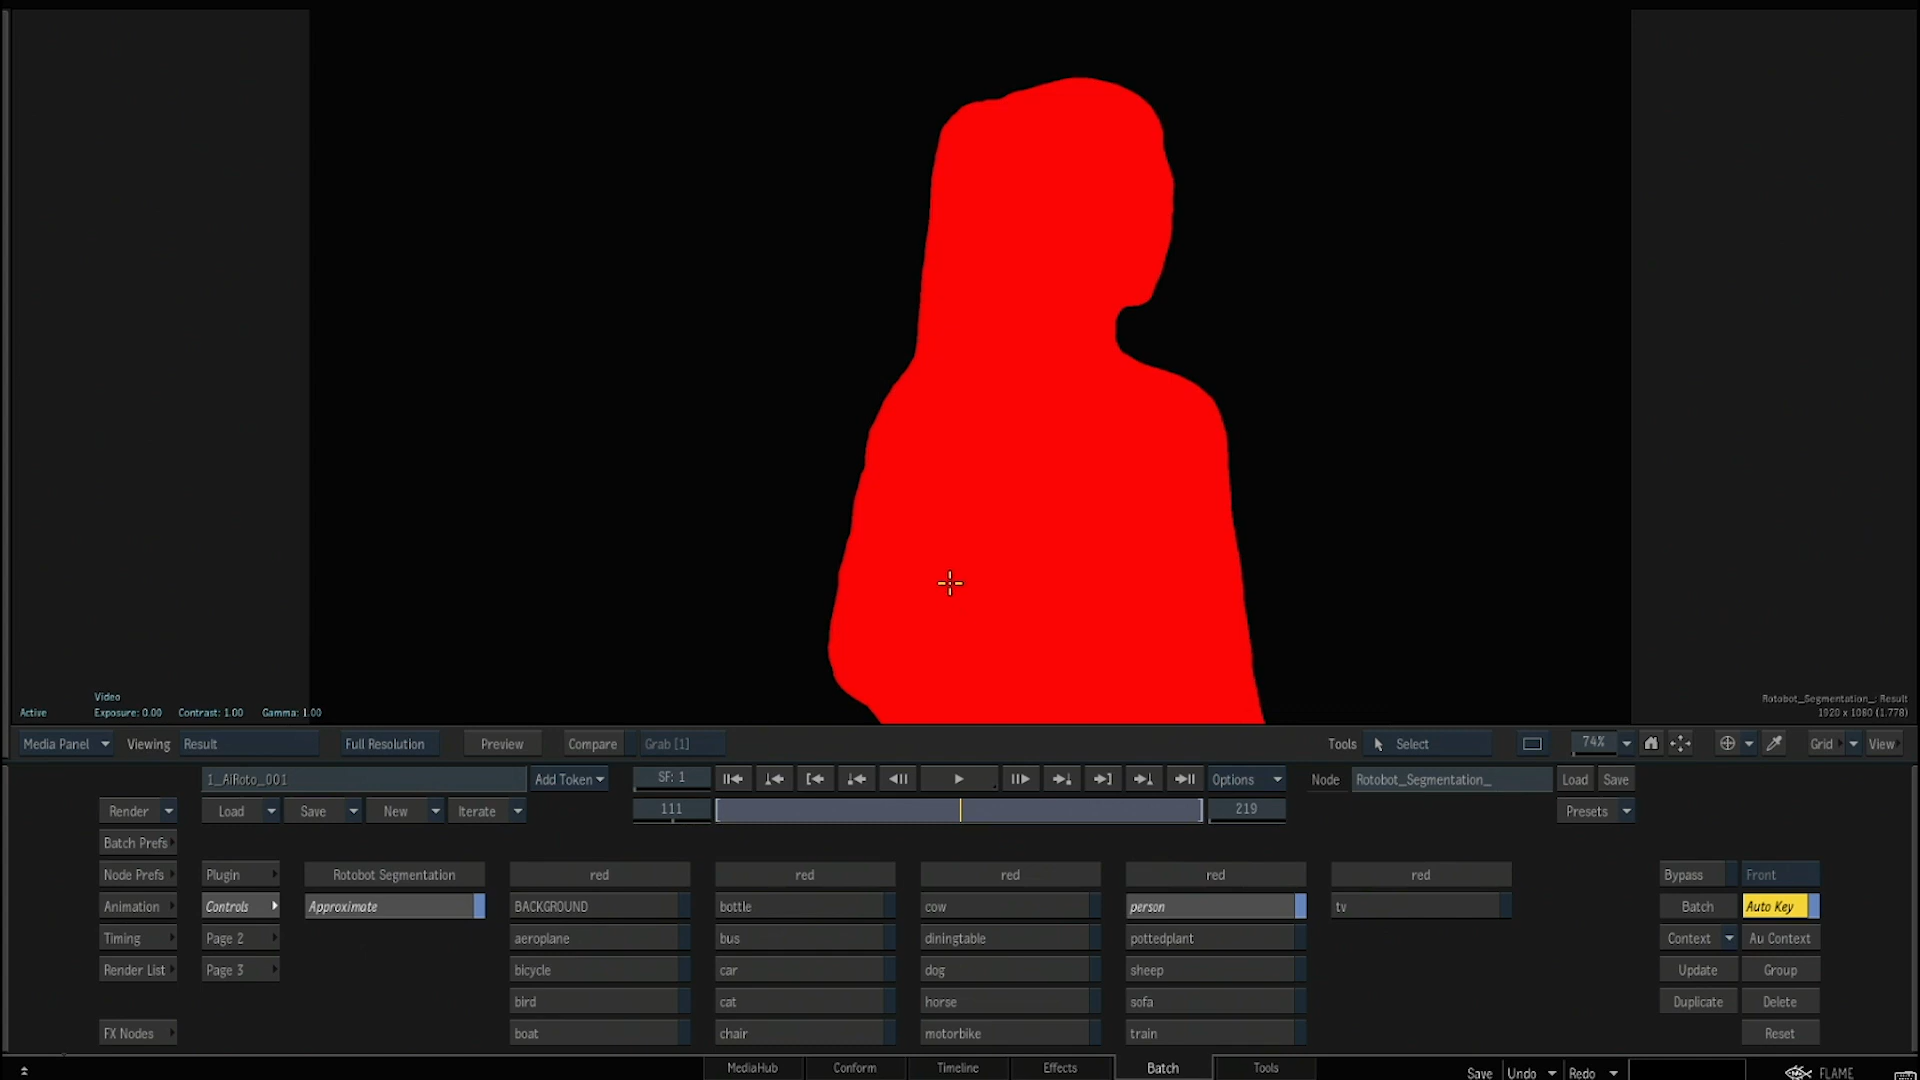 Video
Active Exposure: 0.00 Contrast: 1.00 Gamma: 1.00
Rotobot_Segmentation_: Result
1920 x 1080 (1.778)
Media Panel Viewing Result Full Resolution Preview Compare Grab [1] Tools Select 74% Grid View
1_AiRoto_001 Add Token SF: 1 Options Node Rotobot_Segmentation_ Load Save
Render Load Save New Iterate 111 219 Presets
Batch Prefs
Node Prefs Plugin Rotobot Segmentation red red red red red Bypass Front
Animation Controls Approximate BACKGROUND bottle cow person tv Batch Auto Key
Timing Page 2 aeroplane bus diningtable pottedplant Context Au Context
Render List Page 3 bicycle car dog sheep Update Group
bird cat horse sofa Duplicate Delete
FX Nodes boat chair motorbike train Reset
MediaHub Conform Timeline Effects Batch Tools Save Undo Redo FLAME